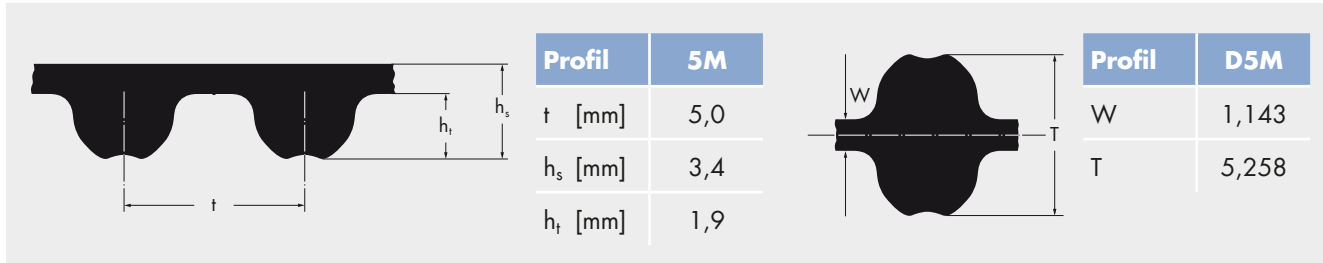 t
hₜ
hₛ
Profil 5M
t [mm] 5,0
hₛ [mm] 3,4
hₜ [mm] 1,9
W
T
Profil D5M
W 1,143
T 5,258